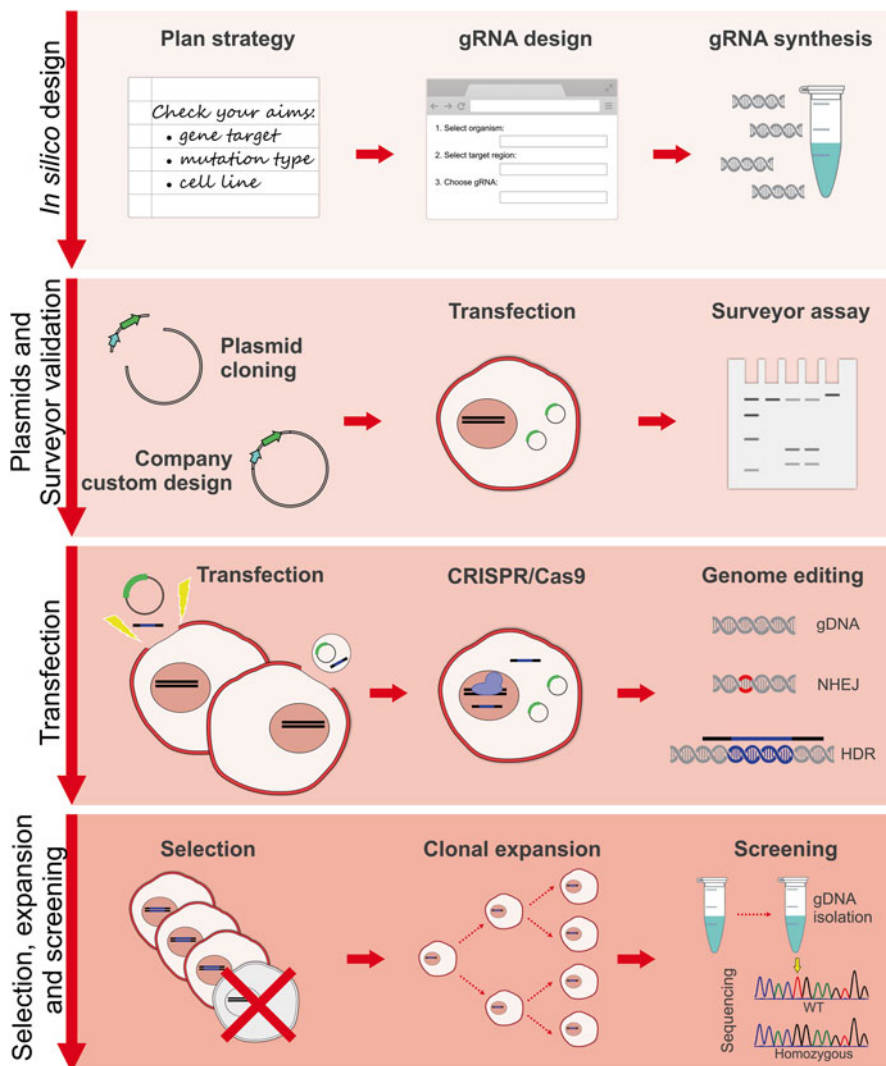 In silico design
Plan strategy
Check your aims:
• gene target
• mutation type
• cell line
gRNA design
1. Select organism:
2. Select target region:
3. Choose gRNA:
gRNA synthesis
Plasmids and
Surveyor validation
Plasmid
cloning
Company
custom design
Transfection
Surveyor assay
Transfection
Transfection
CRISPR/Cas9
Genome editing
gDNA
NHEJ
HDR
Selection, expansion
and screening
Selection
Clonal expansion
Screening
gDNA
isolation
Sequencing
WT
Homozygous